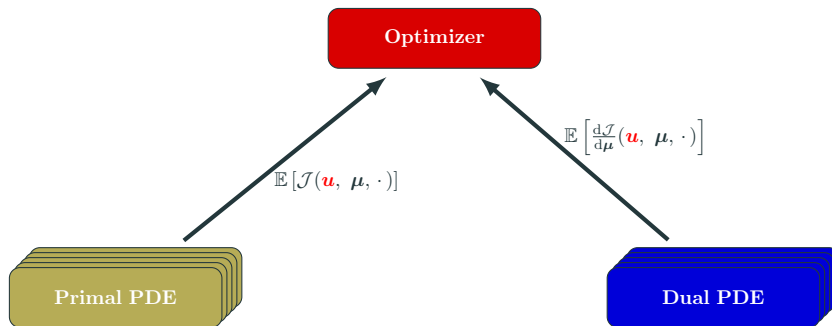 Optimizer
𝔼 [d𝒥/d𝝁 (𝒖, 𝝁, ·)]
𝔼 [𝒥(𝒖, 𝝁, ·)]
Primal PDE
Dual PDE